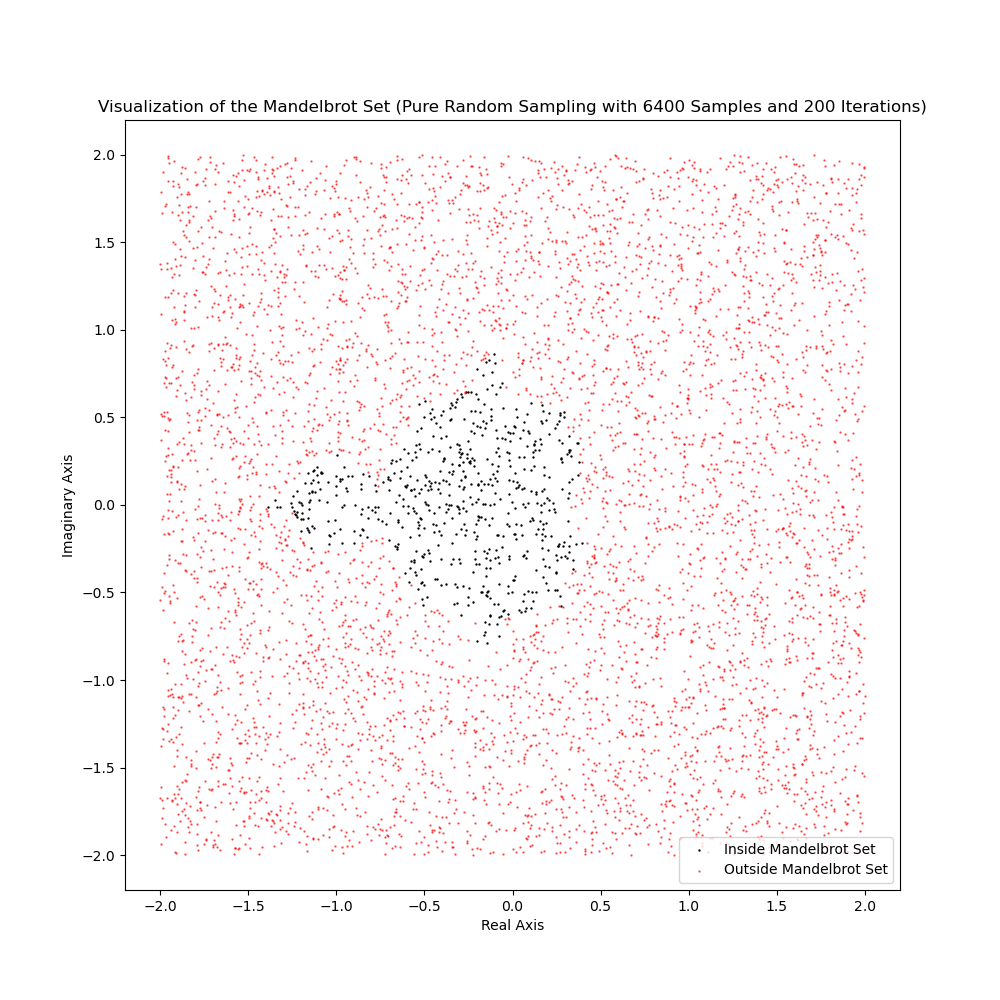 Visualization of the Mandelbrot Set (Pure Random Sampling with 6400 Samples and 200 Iterations)
2.0
1.5
1.0
0.5
0.0
−0.5
−1.0
−1.5
−2.0
Imaginary Axis
Inside Mandelbrot Set
Outside Mandelbrot Set
−2.0 −1.5 −1.0 −0.5 0.0 0.5 1.0 1.5 2.0
Real Axis